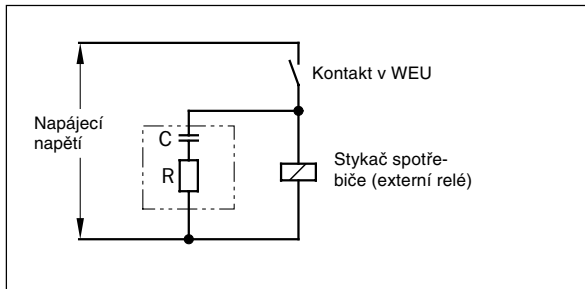 Kontakt v WEU
Napájecí
napětí
C
R
Stykač spotře-
biče (externí relé)